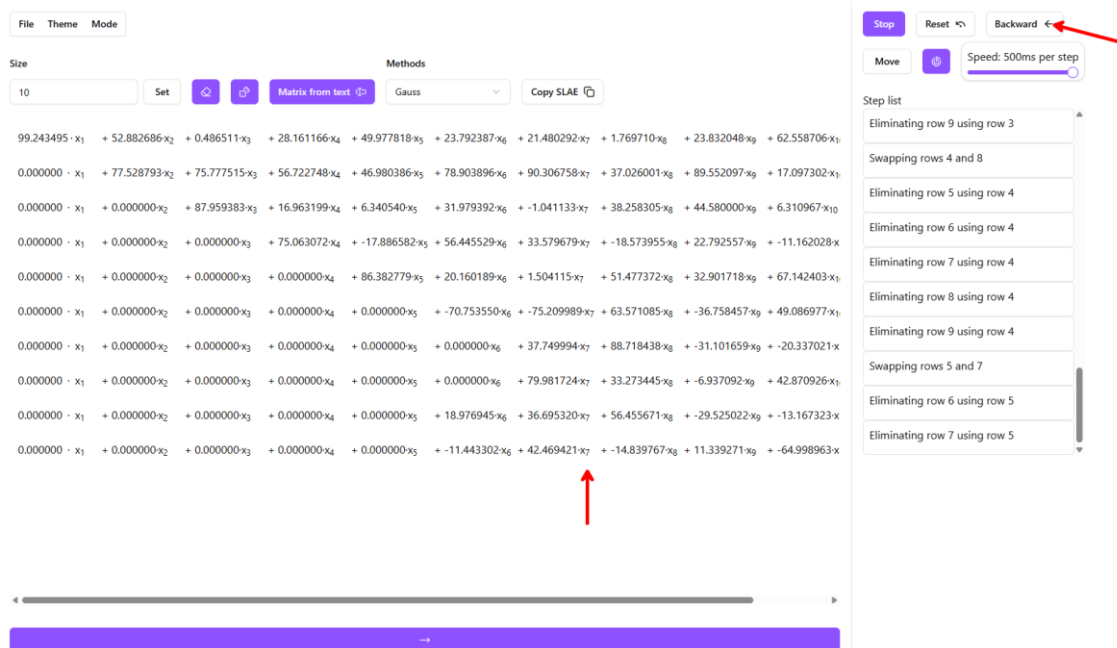 File Theme Mode
Stop Reset Backward
Move Speed: 500ms per step
Size Methods
10 Set Matrix from text Gauss Copy SLAE
Step list
99.243495 · x₁ + 52.882686·x₂ + 0.486511·x₃ + 28.161166·x₄ + 49.977818·x₅ + 23.792387·x₆ + 21.480292·x₇ + 1.769710·x₈ + 23.832048·x₉ + 62.558706·x₁
0.000000 · x₁ + 77.528793·x₂ + 75.777515·x₃ + 56.722748·x₄ + 46.980386·x₅ + 78.903896·x₆ + 90.306758·x₇ + 37.026001·x₈ + 89.552097·x₉ + 17.097302·x₁
0.000000 · x₁ + 0.000000·x₂ + 87.959383·x₃ + 16.963199·x₄ + 6.340540·x₅ + 31.979392·x₆ + -1.041133·x₇ + 38.258305·x₈ + 44.580000·x₉ + 6.310967·x₁₀
0.000000 · x₁ + 0.000000·x₂ + 0.000000·x₃ + 75.063072·x₄ + -17.886582·x₅ + 56.445529·x₆ + 33.579679·x₇ + -18.573955·x₈ + 22.792557·x₉ + -11.162028·x
0.000000 · x₁ + 0.000000·x₂ + 0.000000·x₃ + 0.000000·x₄ + 86.382779·x₅ + 20.160189·x₆ + 1.504115·x₇ + 51.477372·x₈ + 32.901718·x₉ + 67.142403·x₁
0.000000 · x₁ + 0.000000·x₂ + 0.000000·x₃ + 0.000000·x₄ + 0.000000·x₅ + -70.753550·x₆ + -75.209989·x₇ + 63.571085·x₈ + -36.758457·x₉ + 49.086977·x₁
0.000000 · x₁ + 0.000000·x₂ + 0.000000·x₃ + 0.000000·x₄ + 0.000000·x₅ + 0.000000·x₆ + 37.749994·x₇ + 88.718438·x₈ + -31.101659·x₉ + -20.337021·x
0.000000 · x₁ + 0.000000·x₂ + 0.000000·x₃ + 0.000000·x₄ + 0.000000·x₅ + 0.000000·x₆ + 79.981724·x₇ + 33.273445·x₈ + -6.937092·x₉ + 42.870926·x₁
0.000000 · x₁ + 0.000000·x₂ + 0.000000·x₃ + 0.000000·x₄ + 0.000000·x₅ + 18.976945·x₆ + 36.695320·x₇ + 56.455671·x₈ + -29.525022·x₉ + -13.167323·x
0.000000 · x₁ + 0.000000·x₂ + 0.000000·x₃ + 0.000000·x₄ + 0.000000·x₅ + -11.443302·x₆ + 42.469421·x₇ + -14.839767·x₈ + 11.339271·x₉ + -64.998963·x
Eliminating row 9 using row 3
Swapping rows 4 and 8
Eliminating row 5 using row 4
Eliminating row 6 using row 4
Eliminating row 7 using row 4
Eliminating row 8 using row 4
Eliminating row 9 using row 4
Swapping rows 5 and 7
Eliminating row 6 using row 5
Eliminating row 7 using row 5